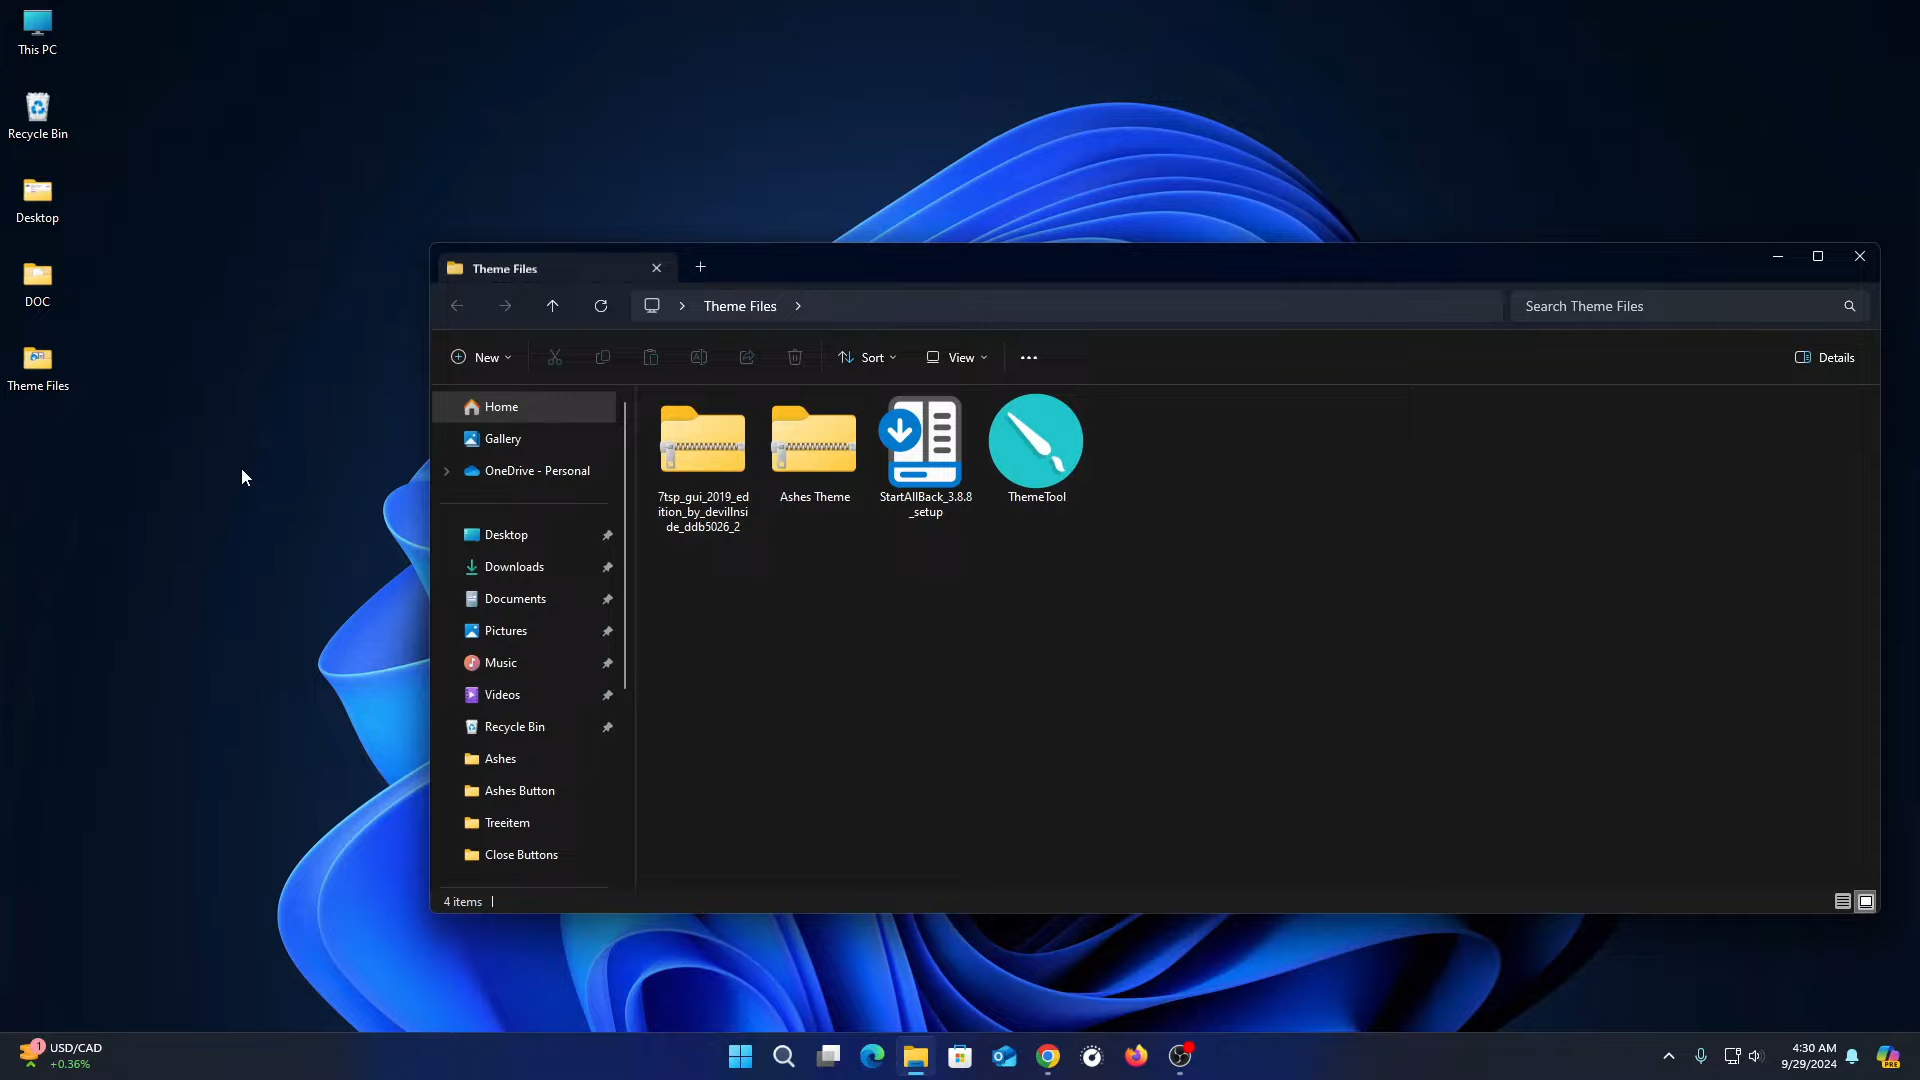 This PC
Recycle Bin
Desktop
DOC
Theme Files
Theme Files
Theme Files
Search Theme Files
New
Sort
View
Details
Home
Gallery
OneDrive - Personal
Desktop
Downloads
Documents
Pictures
Music
Videos
Recycle Bin
Ashes
Ashes Button
Treeitem
Close Buttons
7tsp_gui_2019_ed
ition_by_devillnsi
de_ddb5026_2
Ashes Theme
StartAllBack_3.8.8
_setup
ThemeTool
4 items
1
USD/CAD
+0.36%
4:30 AM
9/29/2024
PRE